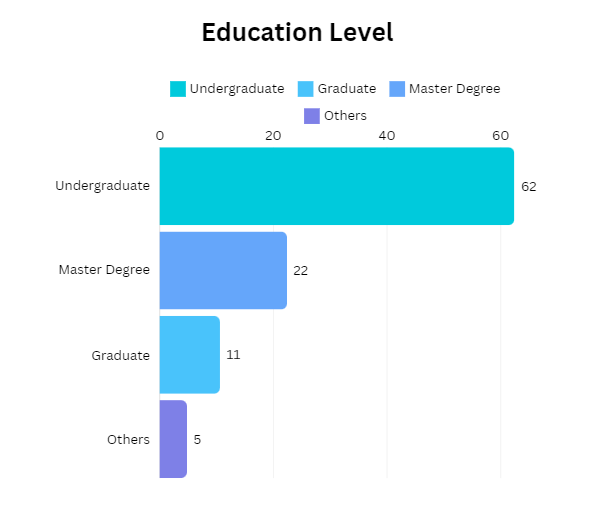 Education Level
Undergraduate Graduate Master Degree
Others
0 20 40 60
Undergraduate 62
Master Degree 22
Graduate 11
Others 5